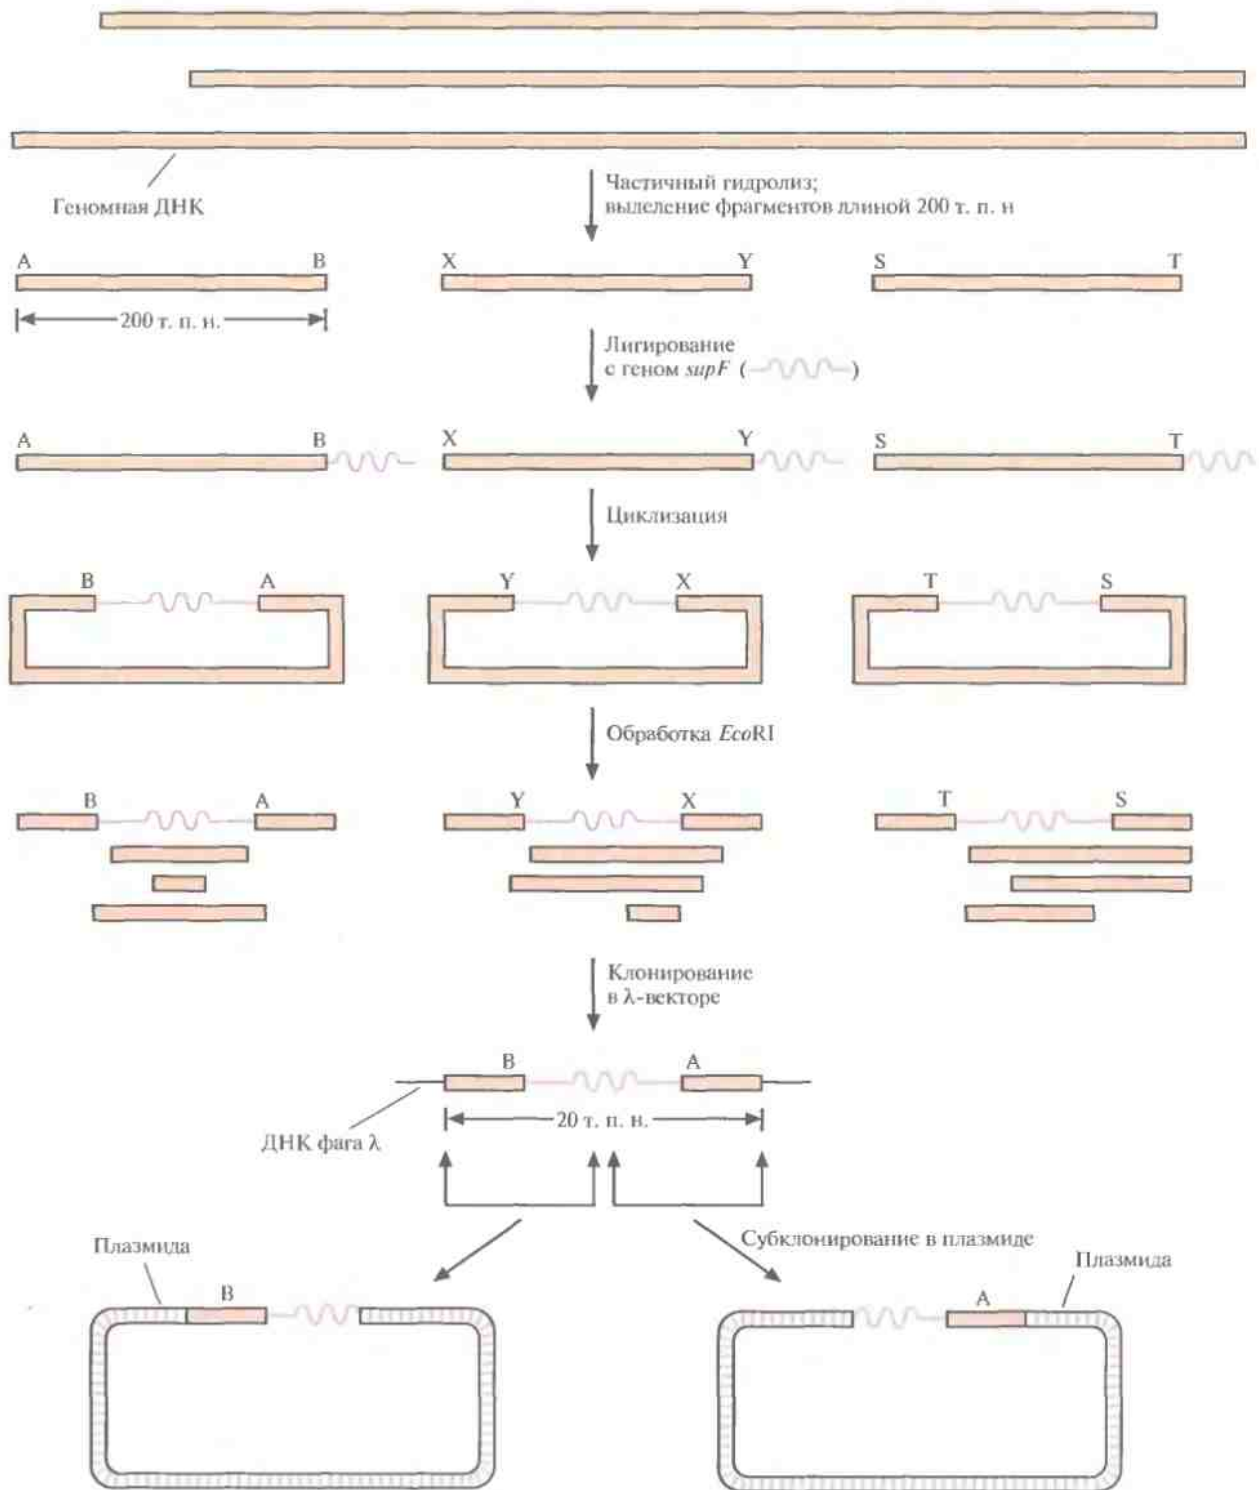 Геномная ДНК
Частичный гидролиз;
выделение фрагментов длиной 200 т. п. н
A B X Y S T
200 т. п. н.
Лигирование
с геном supF ( )
A B X Y S T
Циклизация
B A Y X T S
Обработка EcoRI
B A Y X T S
Клонирование
в λ-векторе
B A
20 т. п. н.
ДНК фага λ
Субклонирование в плазмиде
Плазмида
Плазмида
B
A